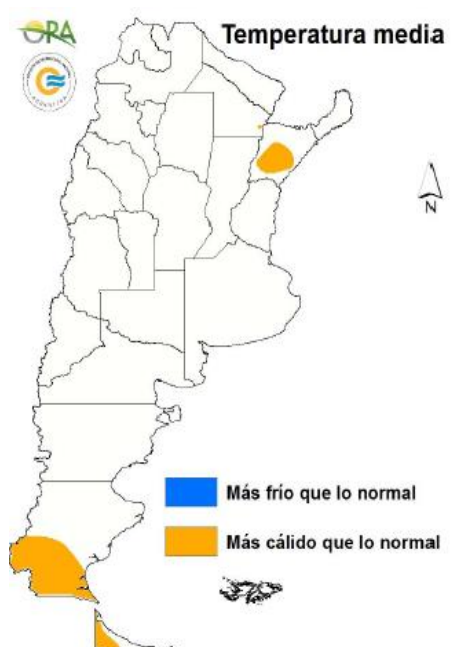 ORA
Temperatura media
N
Más frío que lo normal
Más cálido que lo normal